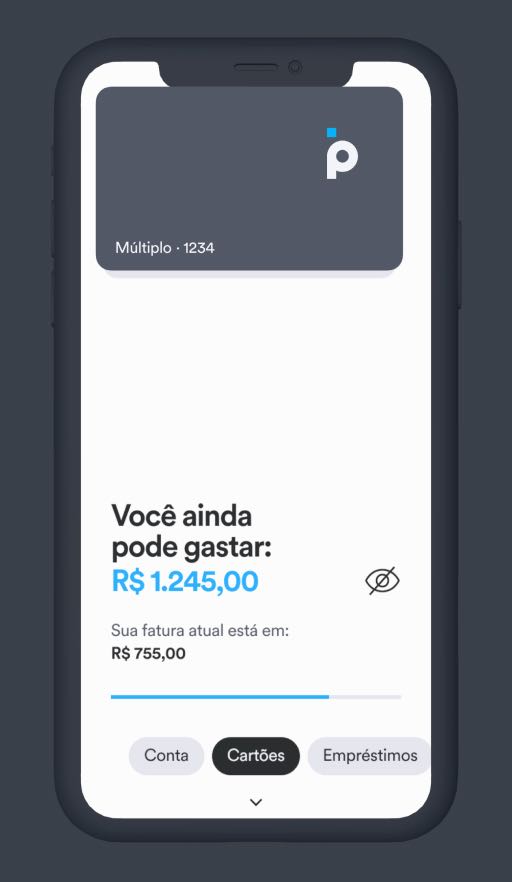 p
Múltiplo · 1234
Você ainda
pode gastar:
R$ 1.245,00
Sua fatura atual está em:
R$ 755,00
Conta Cartões Empréstimos